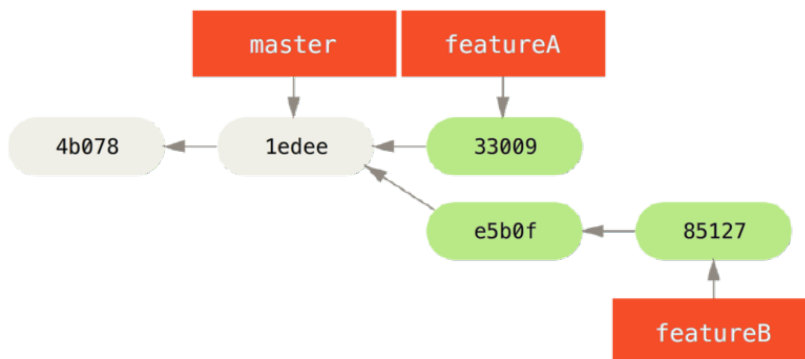 master
featureA
4b078
1edee
33009
e5b0f
85127
featureB